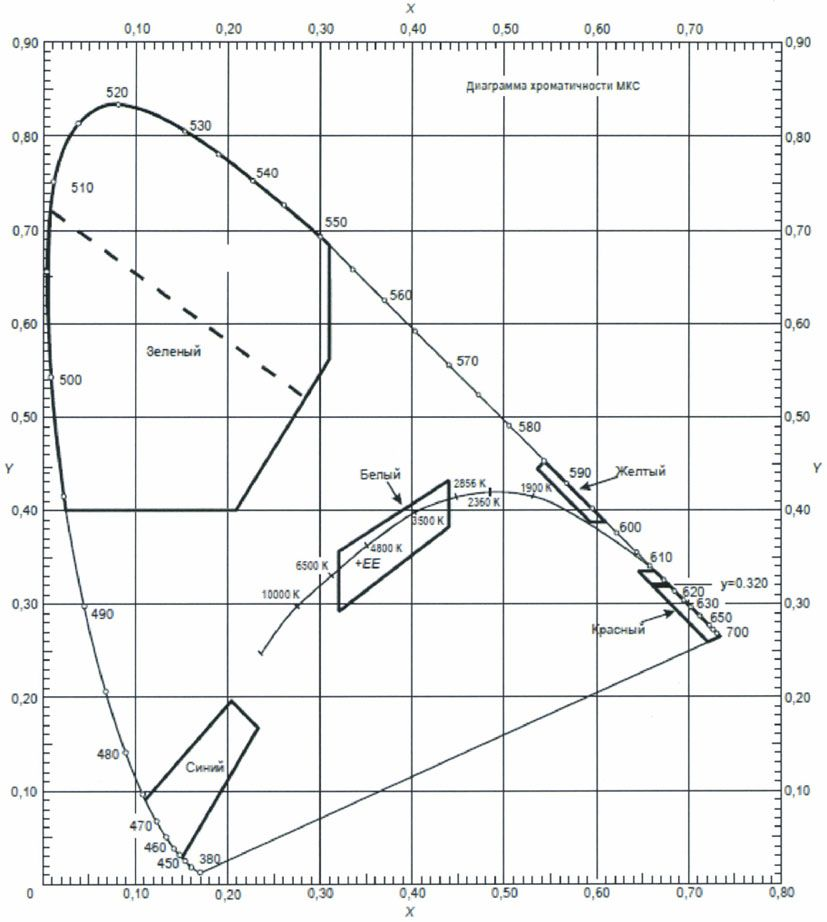 X
0,10 0,20 0,30 0,40 0,50 0,60 0,70
0,90 0,90
Диаграмма хроматичности МКС
520
530
0,80 0,80
540
510
550
0,70 0,70
560
0,60 0,60
Зеленый
570
500
580
0,50 0,50
Y Y
Белый 590 Желтый
2856 K
2360 K 1900 K
0,40 0,40
3500 K 600
4800 K
+EE
6500 K 610
y=0.320
10000 K 620
0,30 630 0,30
490 650
Красный 700
0,20 0,20
480
Синий
0,10 0,10
470
460
450 380
0 0,10 0,20 0,30 0,40 0,50 0,60 0,70 0,80
X